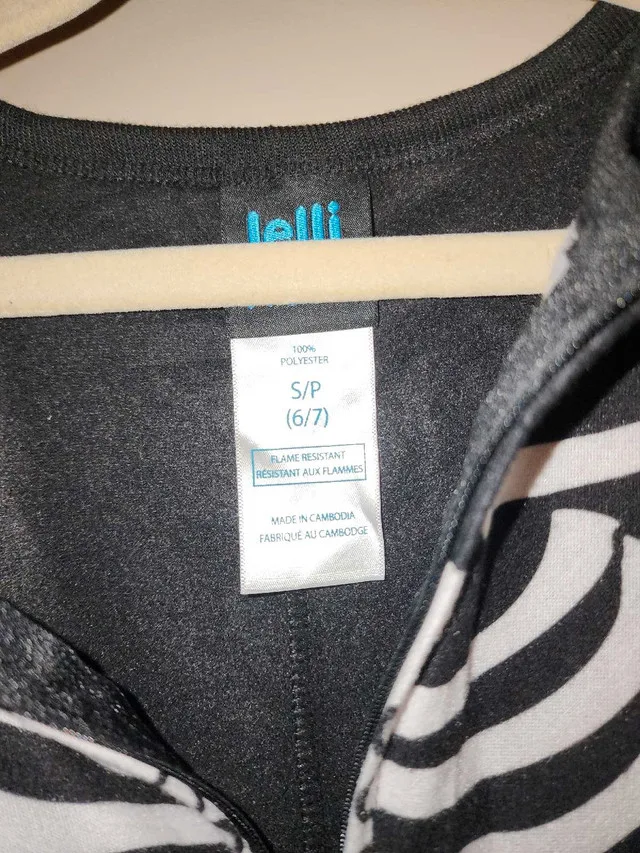 lelli
100%
POLYESTER
S/P
(6/7)
FLAME RESISTANT
RÉSISTANT AUX FLAMMES
MADE IN CAMBODIA
FABRIQUÉ AU CAMBODGE